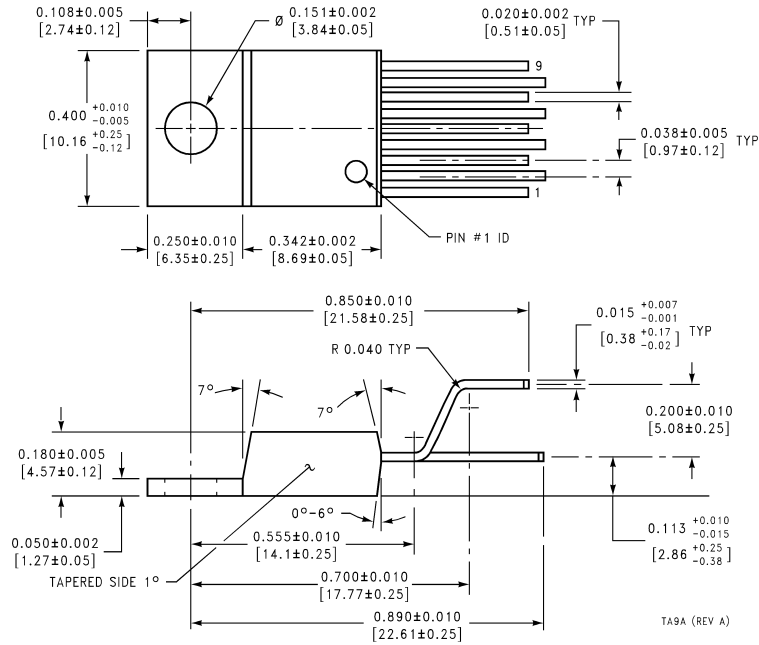 0.108±0.005
[2.74±0.12]
Ø 0.151±0.002
[3.84±0.05]
0.020±0.002 TYP
[0.51±0.05]
9
0.400 +0.010 -0.005
[10.16 +0.25 -0.12]
0.038±0.005 TYP
[0.97±0.12]
1
PIN #1 ID
0.250±0.010
[6.35±0.25]
0.342±0.002
[8.69±0.05]
0.850±0.010
[21.58±0.25]
0.015 +0.007 -0.001
[0.38 +0.17 -0.02] TYP
R 0.040 TYP
7°
7°
0.200±0.010
[5.08±0.25]
0.180±0.005
[4.57±0.12]
0°-6°
0.113 +0.010 -0.015
[2.86 +0.25 -0.38]
0.050±0.002
[1.27±0.05]
0.555±0.010
[14.1±0.25]
TAPERED SIDE 1°
0.700±0.010
[17.77±0.25]
0.890±0.010
[22.61±0.25]
TA9A (REV A)